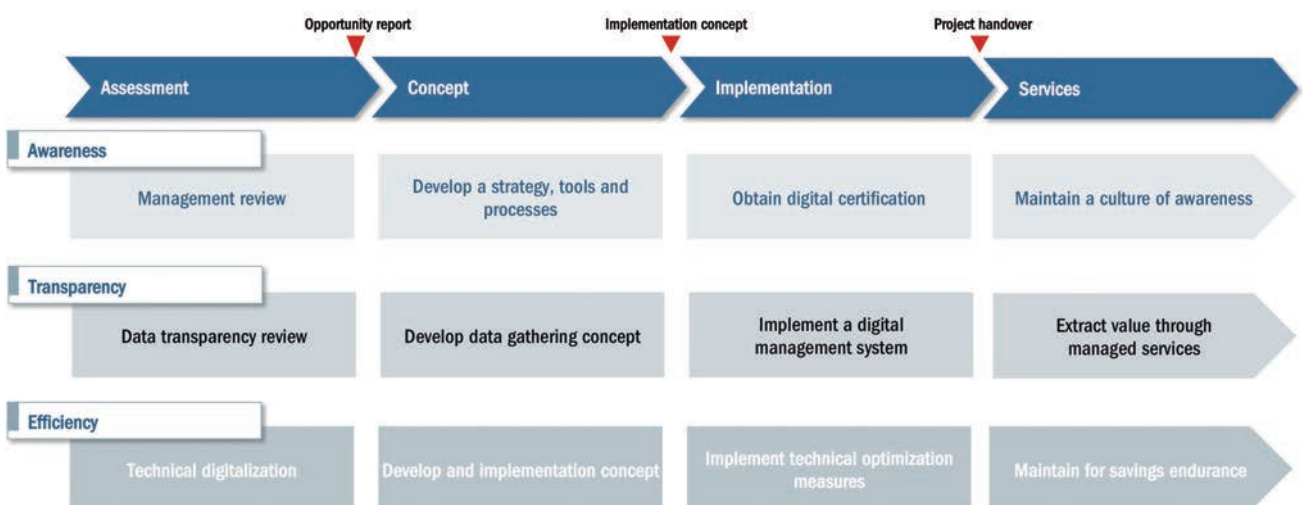 Opportunity report
Implementation concept
Project handover
Assessment
Concept
Implementation
Services
Awareness
Management review
Develop a strategy, tools and
processes
Obtain digital certification
Maintain a culture of awareness
Transparency
Data transparency review
Develop data gathering concept
Implement a digital
management system
Extract value through
managed services
Efficiency
Technical digitalization
Develop and implementation concept
Implement technical optimization
measures
Maintain for savings endurance